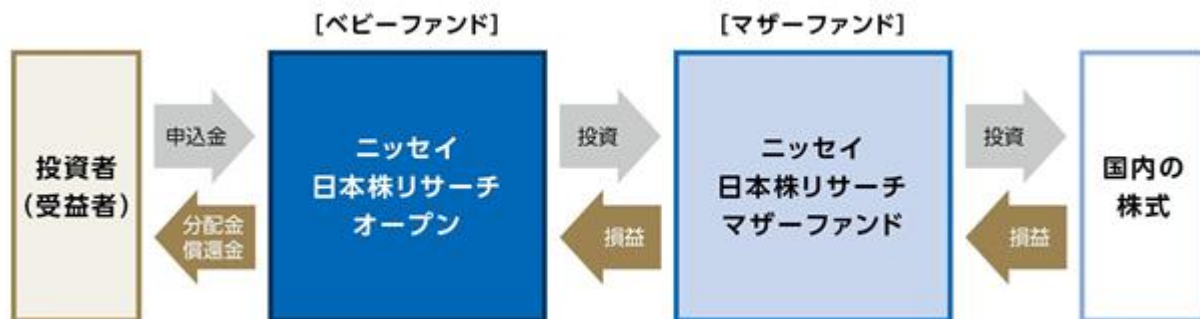 [ベビーファンド]
[マザーファンド]
投資者
(受益者)
申込金
分配金
償還金
ニッセイ
日本株リサーチ
オープン
投資
損益
ニッセイ
日本株リサーチ
マザーファンド
投資
損益
国内の
株式